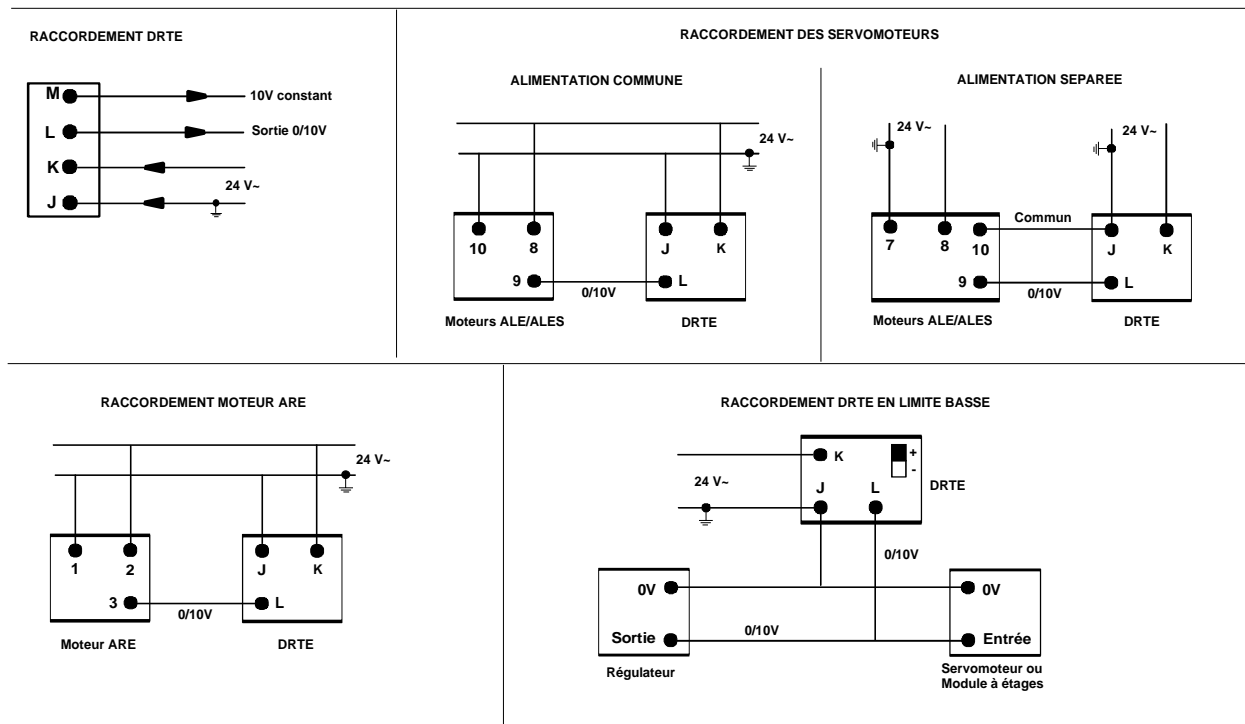 RACCORDEMENT DRTE
M
10V constant
L
Sortie 0/10V
K
24 V~
J
RACCORDEMENT DES SERVOMOTEURS
ALIMENTATION COMMUNE
24 V~
10
8
J
K
9
L
0/10V
Moteurs ALE/ALES
DRTE
ALIMENTATION SEPAREE
24 V~
24 V~
Commun
7
8
10
J
K
9
L
0/10V
Moteurs ALE/ALES
DRTE
RACCORDEMENT MOTEUR ARE
24 V~
1
2
J
K
3
L
0/10V
Moteur ARE
DRTE
RACCORDEMENT DRTE EN LIMITE BASSE
K
+
-
24 V~
J
L
DRTE
0/10V
0V
0V
Sortie
0/10V
Entrée
Régulateur
Servomoteur ou
Module à étages